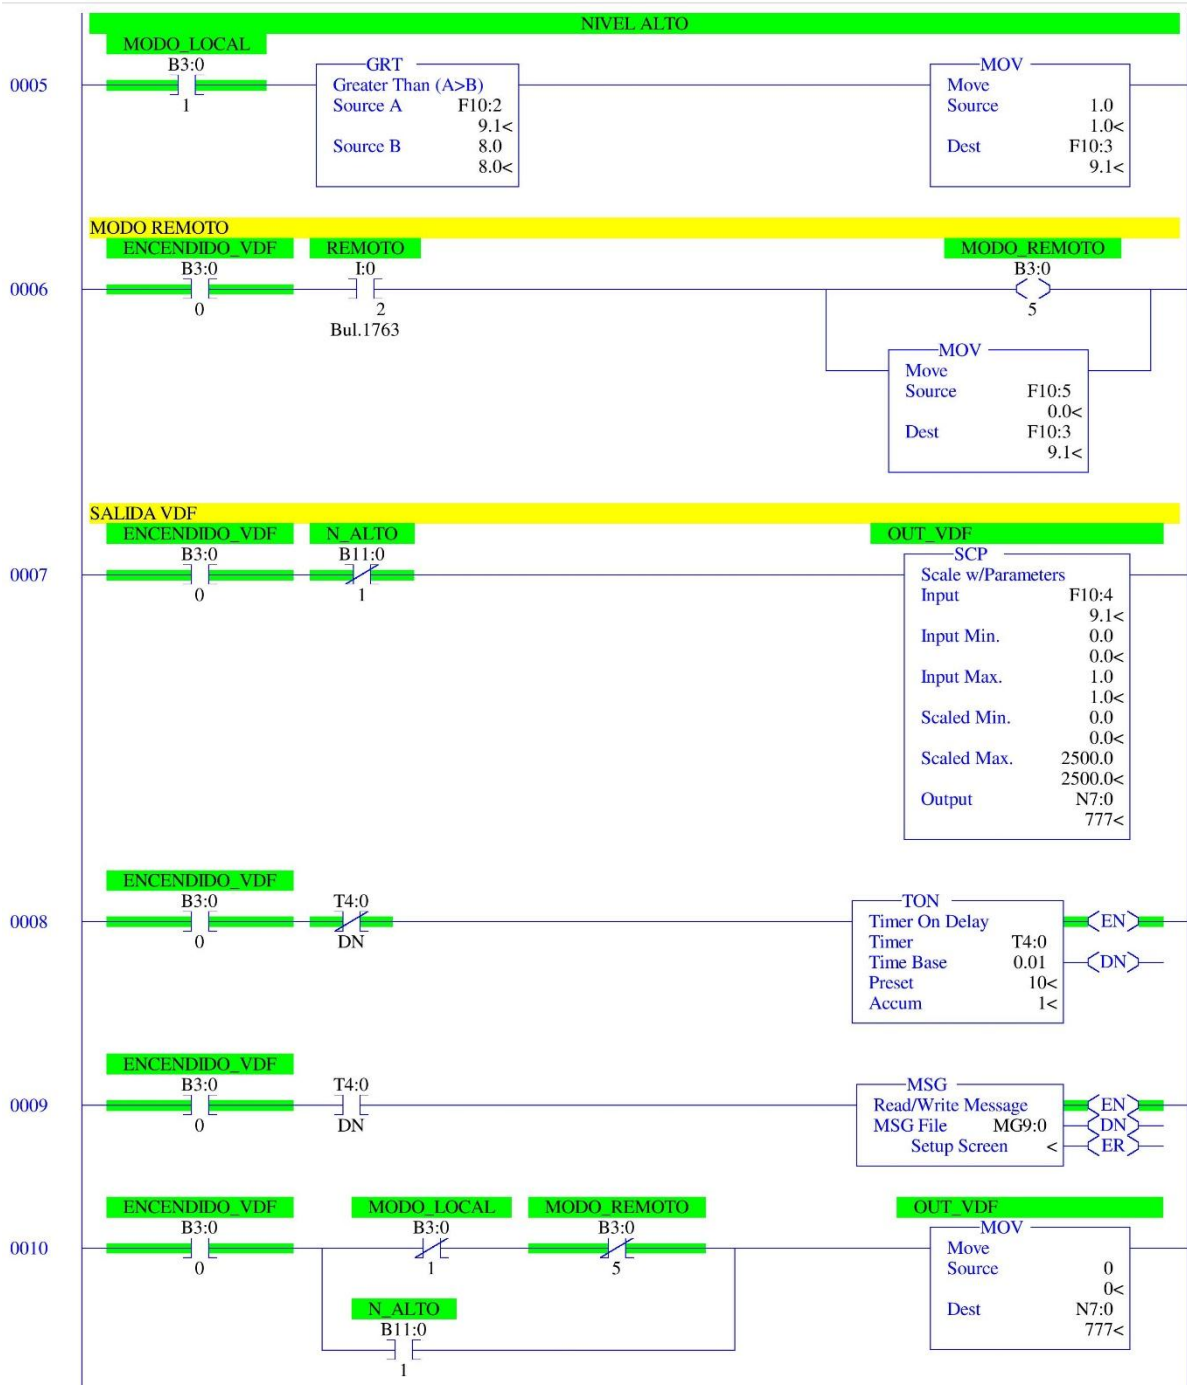 NIVEL ALTO
MODO_LOCAL
B3:0
GRT
MOV
0005
Greater Than (A>B)
Move
1
Source A F10:2
Source 1.0
9.1<
1.0<
Source B 8.0
Dest F10:3
8.0<
9.1<
MODO REMOTO
ENCENDIDO_VDF REMOTO MODO_REMOTO
B3:0 I:0 B3:0
0006
0 2 5
Bul.1763
MOV
Move
Source F10:5
0.0<
Dest F10:3
9.1<
SALIDA VDF
ENCENDIDO_VDF N_ALTO OUT_VDF
B3:0 B11:0 SCP
0007 Scale w/Parameters
0 1 Input F10:4
9.1<
Input Min. 0.0
0.0<
Input Max. 1.0
1.0<
Scaled Min. 0.0
0.0<
Scaled Max. 2500.0
2500.0<
Output N7:0
777<
ENCENDIDO_VDF
B3:0 T4:0 TON
0008 Timer On Delay EN
0 DN Timer T4:0
Time Base 0.01 DN
Preset 10<
Accum 1<
ENCENDIDO_VDF
B3:0 T4:0 MSG
0009 Read/Write Message EN
0 DN MSG File MG9:0 DN
Setup Screen < ER
ENCENDIDO_VDF MODO_LOCAL MODO_REMOTO OUT_VDF
B3:0 B3:0 B3:0 MOV
0010 Move
0 1 5 Source 0
0<
N_ALTO Dest N7:0
B11:0 777<
1